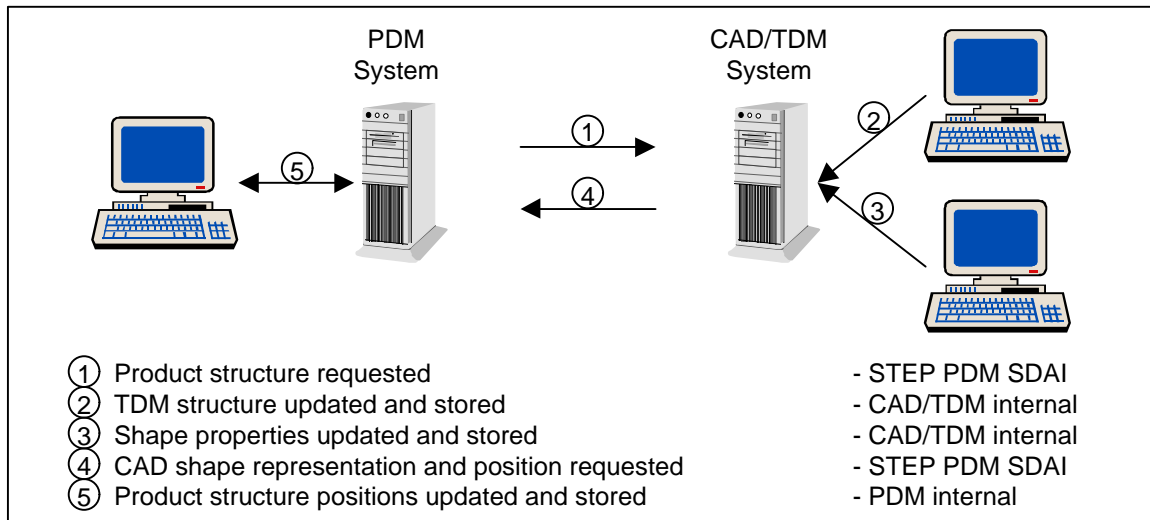 PDM
System
CAD/TDM
System
1
2
5
4
3
1 Product structure requested - STEP PDM SDAI
2 TDM structure updated and stored - CAD/TDM internal
3 Shape properties updated and stored - CAD/TDM internal
4 CAD shape representation and position requested - STEP PDM SDAI
5 Product structure positions updated and stored - PDM internal